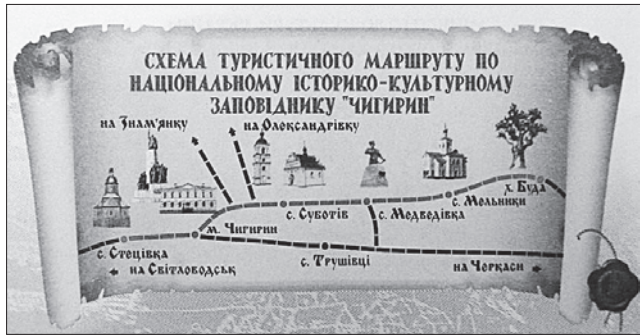 СХЕМА ТУРИСТИЧНОГО МАРШРУТУ ПО
НАЦІОНАЛЬНОМУ ІСТОРИКО-КУЛЬТУРНОМУ
ЗАПОВІДНИКУ "ЧИГИРИН"
на Знам'янку
на Олександрівку
х. Буда
с. Мельники
с. Медведівка
с. Суботів
м. Чигирин
с. Стецівка
на Світловодськ
с. Трушівці
на Черкаси